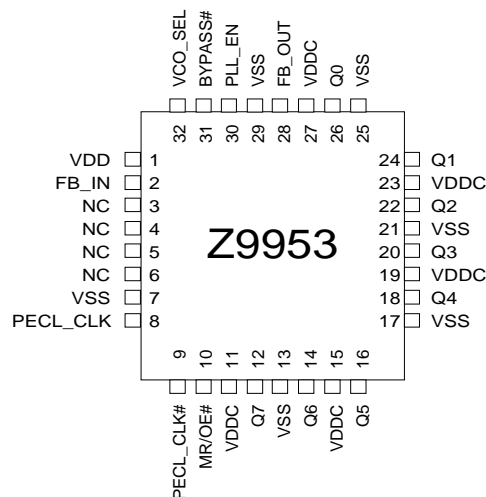 VCO_SEL BYPASS# PLL_EN VSS FB_OUT VDDC Q0 VSS
32 31 30 29 28 27 26 25
VDD 1
FB_IN 2
NC 3
NC 4
NC 5
NC 6
VSS 7
PECL_CLK 8
Z9953
24 Q1
23 VDDC
22 Q2
21 VSS
20 Q3
19 VDDC
18 Q4
17 VSS
9 10 11 12 13 14 15 16
PECL_CLK# MR/OE# VDDC Q7 VSS Q6 VDDC Q5